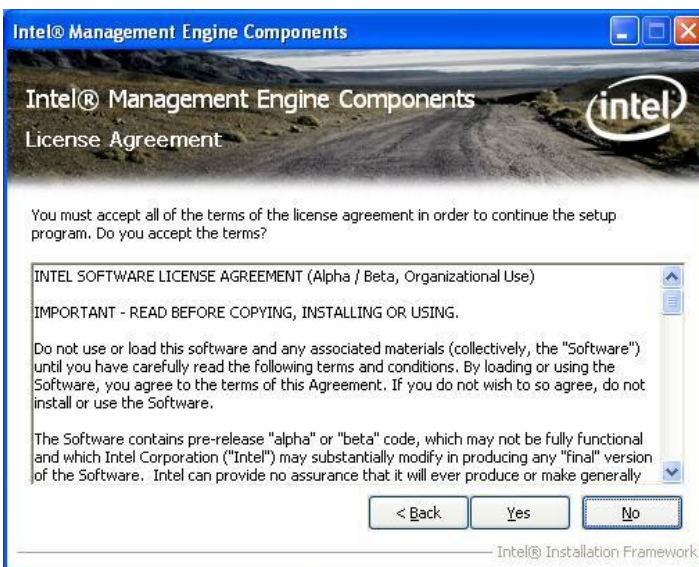 Intel® Management Engine Components
Intel® Management Engine Components
intel
License Agreement
You must accept all of the terms of the license agreement in order to continue the setup
program. Do you accept the terms?
INTEL SOFTWARE LICENSE AGREEMENT (Alpha / Beta, Organizational Use)
IMPORTANT - READ BEFORE COPYING, INSTALLING OR USING.
Do not use or load this software and any associated materials (collectively, the "Software")
until you have carefully read the following terms and conditions. By loading or using the
Software, you agree to the terms of this Agreement. If you do not wish to so agree, do not
install or use the Software.
The Software contains pre-release "alpha" or "beta" code, which may not be fully functional
and which Intel Corporation ("Intel") may substantially modify in producing any "final" version
of the Software.  Intel can provide no assurance that it will ever produce or make generally
< Back Yes No
Intel® Installation Framework